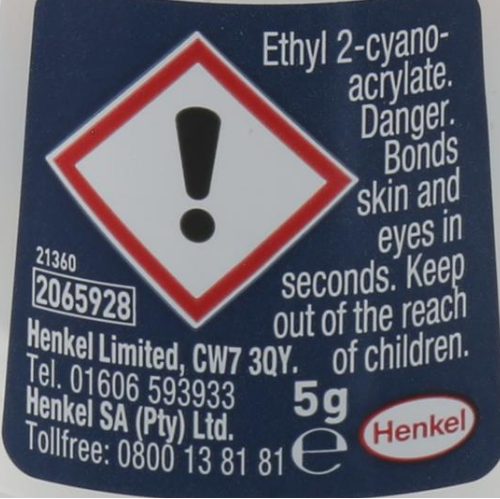 Ethyl 2-cyano-
acrylate.
Danger.
Bonds
skin and
eyes in
seconds. Keep
out of the reach
of children.
21360
2065928
Henkel Limited, CW7 3QY.
Tel. 01606 593933
Henkel SA (Pty) Ltd.
Tollfree: 0800 13 81 81
5g
℮
Henkel